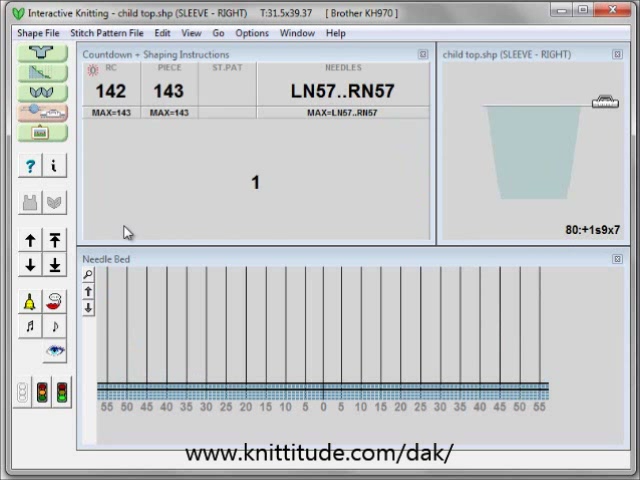 Interactive Knitting - child top.shp (SLEEVE - RIGHT) T:31.5x39.37 [ Brother KH970 ]
Shape File Stitch Pattern File Edit View Go Options Window Help
Countdown + Shaping Instructions
RC PIECE ST.PAT NEEDLES
142 143 LN57..RN57
MAX=143 MAX=143 MAX=LN57..RN57
1
child top.shp (SLEEVE - RIGHT)
80:+1s9x7
Needle Bed
55 50 45 40 35 30 25 20 15 10 5 0 5 10 15 20 25 30 35 40 45 50 55
www.knittitude.com/dak/